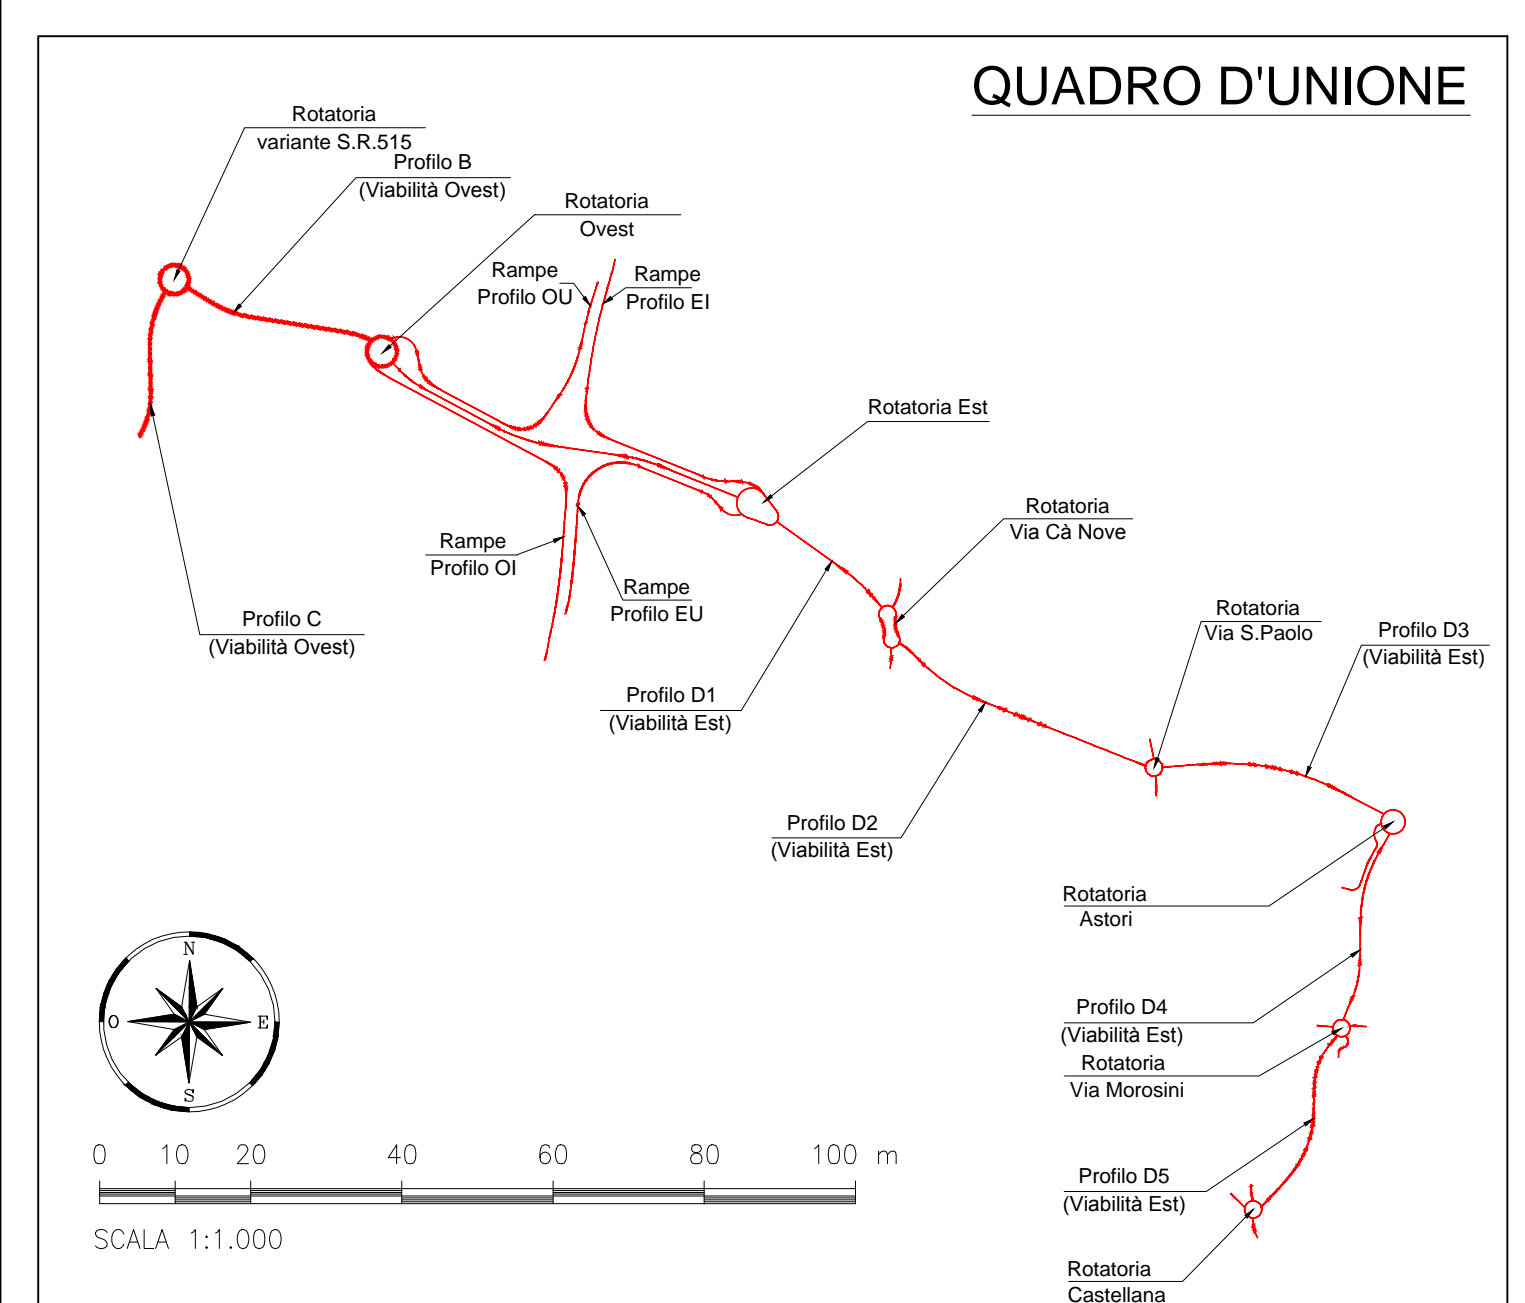 QUADRO D'UNIONE
Rotatoria
variante S.R.515
Profilo B
(Viabilità Ovest)
Rotatoria
Ovest
Rampe
Profilo OU
Rampe
Profilo EI
Rotatoria Est
Rotatoria
Via Cà Nove
Rampe
Profilo OI
Rampe
Profilo EU
Profilo C
(Viabilità Ovest)
Rotatoria
Via S.Paolo
Profilo D3
(Viabilità Est)
Profilo D1
(Viabilità Est)
Profilo D2
(Viabilità Est)
Rotatoria
Astori
N
O
E
S
Profilo D4
(Viabilità Est)
Rotatoria
Via Morosini
0 10 20 40 60 80 100 m
SCALA 1:1.000
Profilo D5
(Viabilità Est)
Rotatoria
Castellana